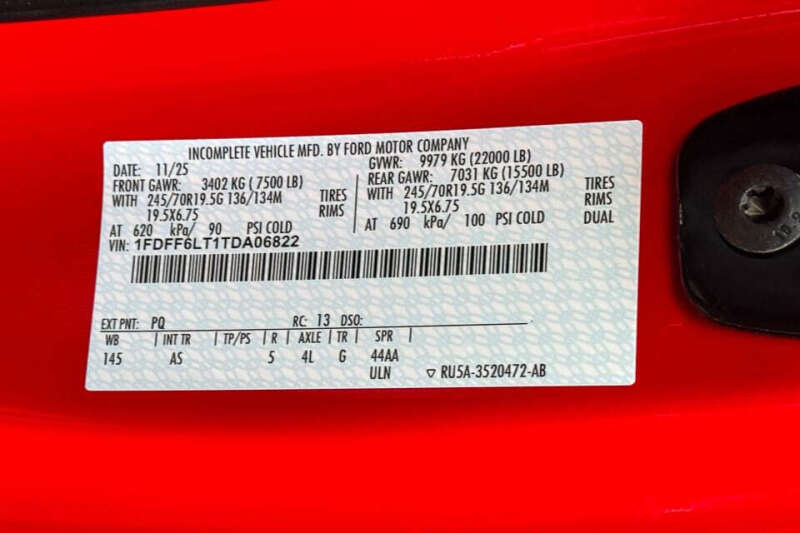 INCOMPLETE VEHICLE MFD. BY FORD MOTOR COMPANY
DATE: 11/25 GVWR: 9979 KG (22000 LB)
FRONT GAWR: 3402 KG ( 7500 LB) REAR GAWR: 7031 KG (15500 LB)
WITH 245/70R19.5G 136/134M TIRES WITH 245/70R19.5G 136/134M TIRES
19.5X6.75 RIMS 19.5X6.75 RIMS
AT 620 kPa/ 90 PSI COLD AT 690 kPa/ 100 PSI COLD DUAL
VIN: 1FDFF6LT1TDA06822
EXT PNT: PQ RC: 13 DSO:
WB INT TR TP/PS R AXLE TR SPR
145 AS 5 4L G 44AA
ULN ▽ RU5A-3520472-AB